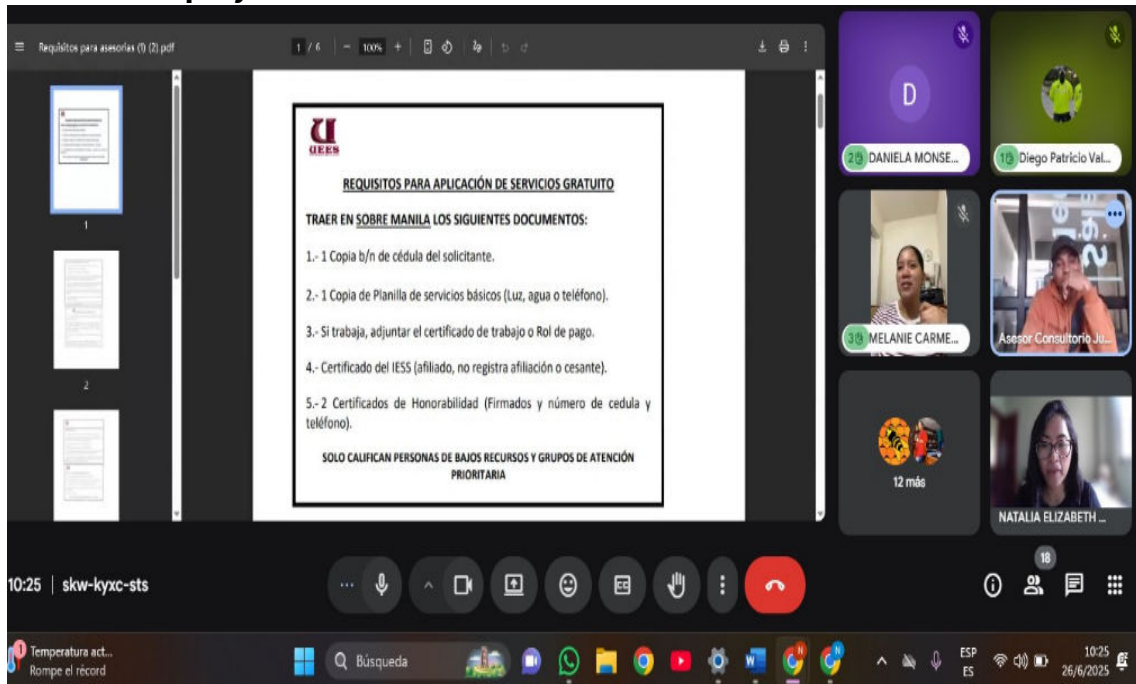 Requisitos para asesorias (1) (2).pdf
1 / 6
100%
UEES
REQUISITOS PARA APLICACIÓN DE SERVICIOS GRATUITO
TRAER EN SOBRE MANILA LOS SIGUIENTES DOCUMENTOS:
1.- 1 Copia b/n de cédula del solicitante.
2.- 1 Copia de Planilla de servicios básicos (Luz, agua o teléfono).
3.- Si trabaja, adjuntar el certificado de trabajo o Rol de pago.
4.- Certificado del IESS (afiliado, no registra afiliación o cesante).
5.- 2 Certificados de Honorabilidad (Firmados y número de cedula y
teléfono).
SOLO CALIFICAN PERSONAS DE BAJOS RECURSOS Y GRUPOS DE ATENCIÓN
PRIORITARIA
1
2
D
2 DANIELA MONSE...
1 Diego Patricio Val...
3 MELANIE CARME...
Asesor Consultorio Ju...
12 más
NATALIA ELIZABETH ...
18
10:25 | skw-kyxc-sts
1
Temperatura act...
Rompe el récord
Búsqueda
ESP
ES
10:25
26/6/2025